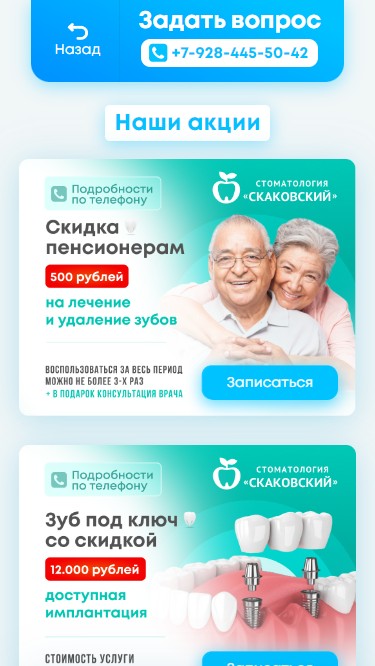 Задать вопрос
Назад
+7-928-445-50-42
Наши акции
Подробности
по телефону
СТОМАТОЛОГИЯ
«СКАКОВСКИЙ»
Скидка
пенсионерам
500 рублей
на лечение
и удаление зубов
ВОСПОЛЬЗОВАТЬСЯ ЗА ВЕСЬ ПЕРИОД
МОЖНО НЕ БОЛЕЕ 3-Х РАЗ
+ В ПОДАРОК КОНСУЛЬТАЦИЯ ВРАЧА
Записаться
Подробности
по телефону
СТОМАТОЛОГИЯ
«СКАКОВСКИЙ»
Зуб под ключ
со скидкой
12.000 рублей
доступная
имплантация
СТОИМОСТЬ УСЛУГИ